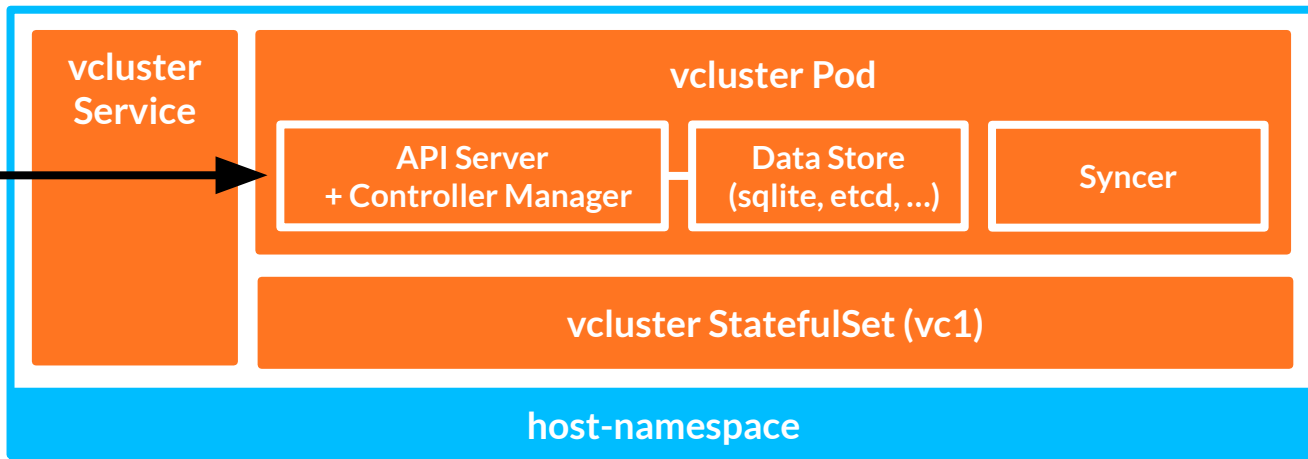 vcluster
Service
vcluster Pod
API Server
+ Controller Manager
Data Store
(sqlite, etcd, …)
Syncer
vcluster StatefulSet (vc1)
host-namespace